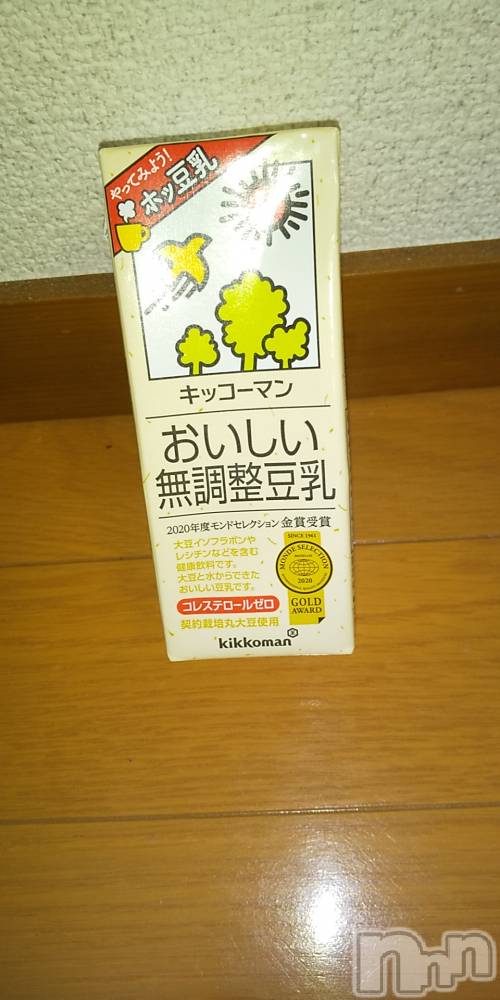 やってみよう!
ホッ豆乳
キッコーマン
おいしい
無調整豆乳
2020年度モンドセレクション 金賞受賞
大豆イソフラボンや
レシチンなどを含む
健康飲料です。
大豆と水からできた
おいしい豆乳です。
コレステロールゼロ
契約栽培丸大豆使用
SINCE 1961
MONDE SELECTION
2020
GOLD
AWARD
kikkoman
nnn